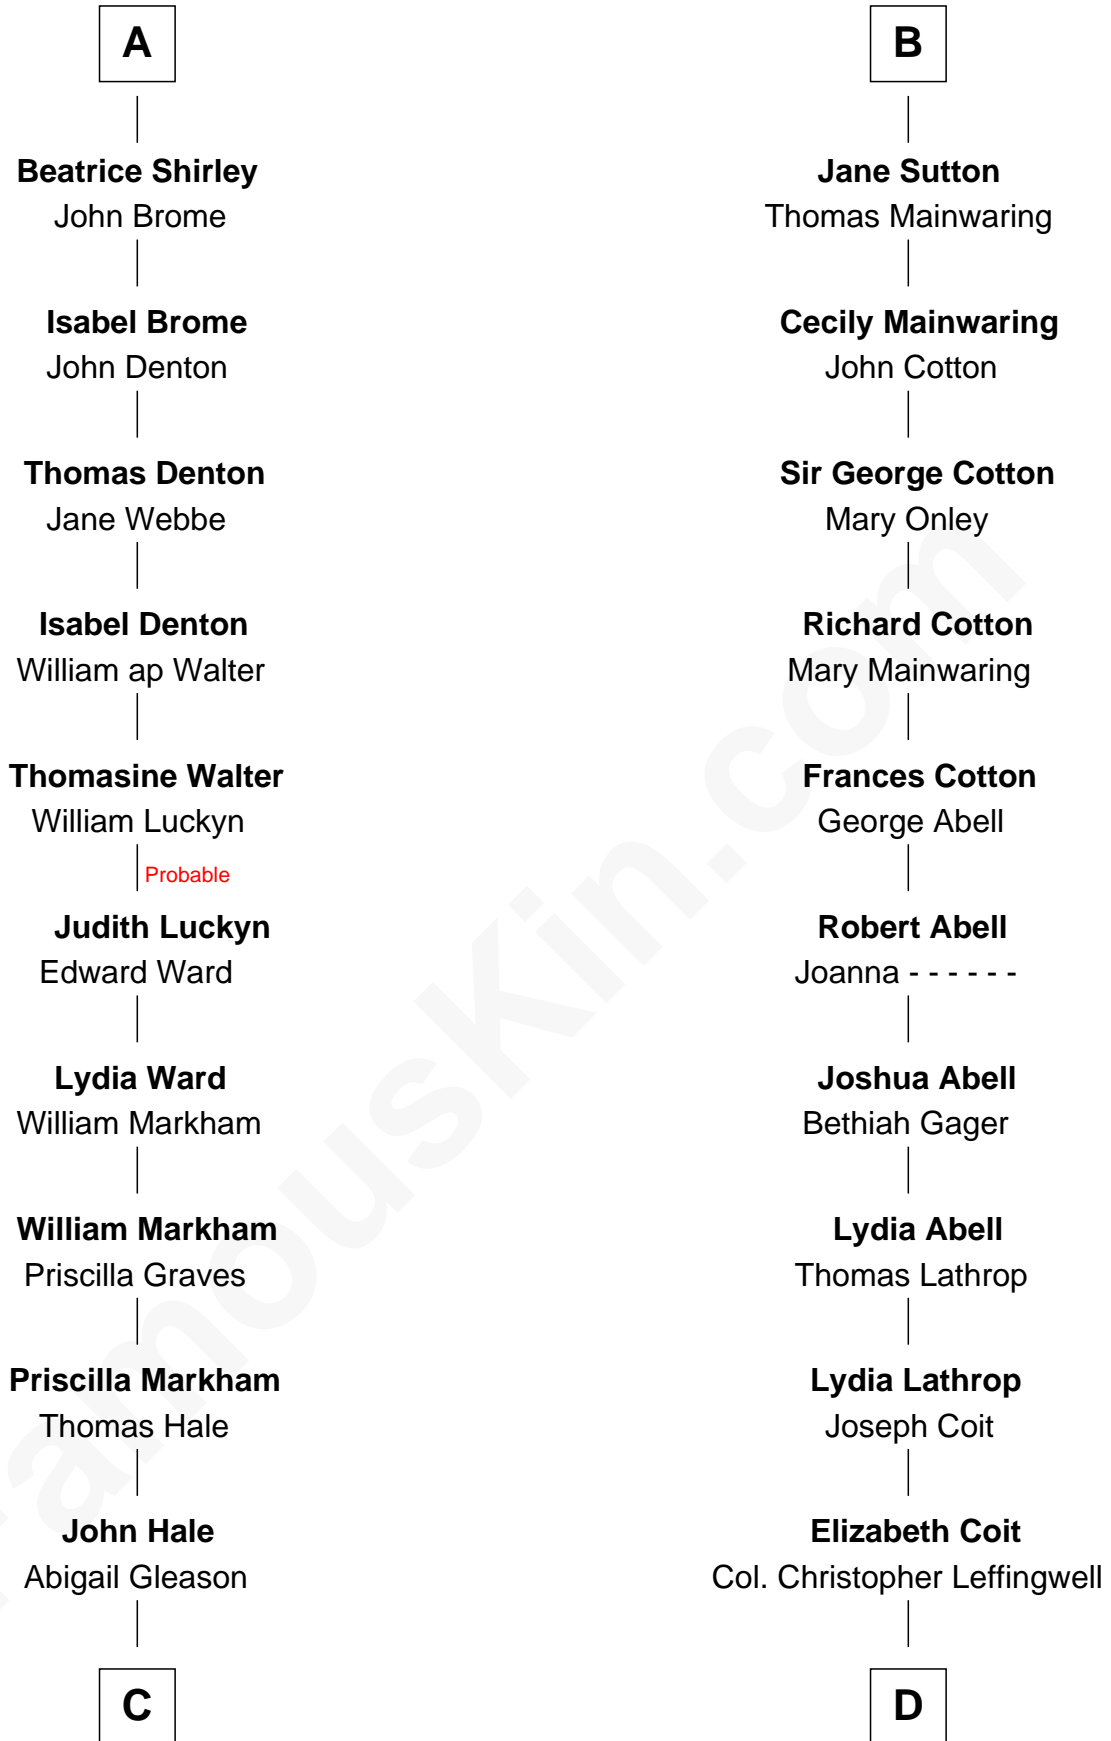 A
Beatrice Shirley
John Brome
Isabel Brome
John Denton
Thomas Denton
Jane Webbe
Isabel Denton
William ap Walter
Thomasine Walter
William Luckyn
Probable
Judith Luckyn
Edward Ward
Lydia Ward
William Markham
William Markham
Priscilla Graves
Priscilla Markham
Thomas Hale
John Hale
Abigail Gleason
C
B
Jane Sutton
Thomas Mainwaring
Cecily Mainwaring
John Cotton
Sir George Cotton
Mary Onley
Richard Cotton
Mary Mainwaring
Frances Cotton
George Abell
Robert Abell
Joanna - - - - - -
Joshua Abell
Bethiah Gager
Lydia Abell
Thomas Lathrop
Lydia Lathrop
Joseph Coit
Elizabeth Coit
Col. Christopher Leffingwell
D
FamousKin.com